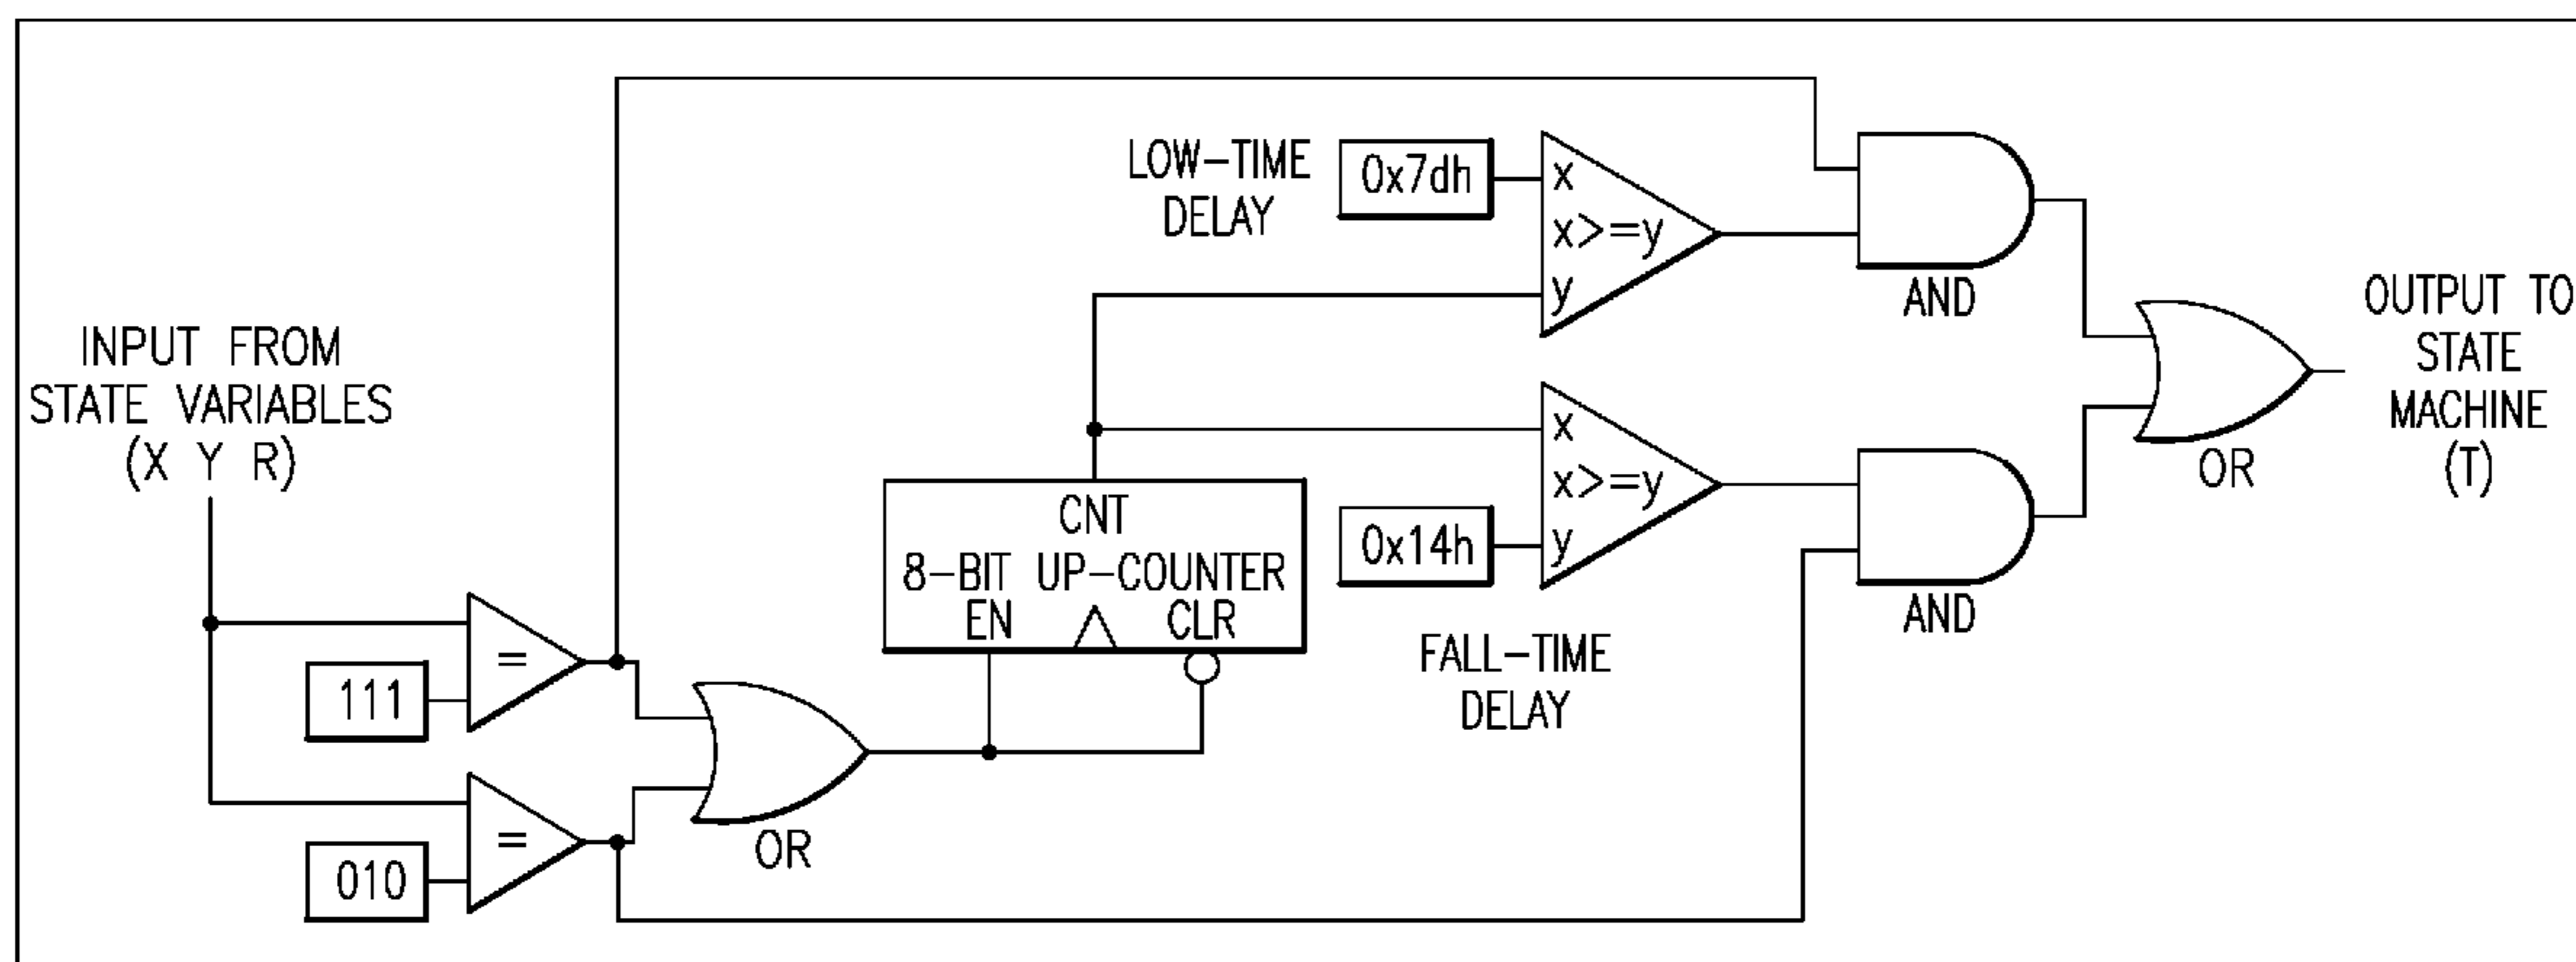 LOW-TIME
DELAY
0x7dh
x
x>=y
y
AND
INPUT FROM
STATE VARIABLES
(X Y R)
OUTPUT TO
STATE
MACHINE
(T)
OR
x
x>=y
y
0x14h
FALL-TIME
DELAY
AND
CNT
8-BIT UP-COUNTER
EN
CLR
=
111
=
010
OR